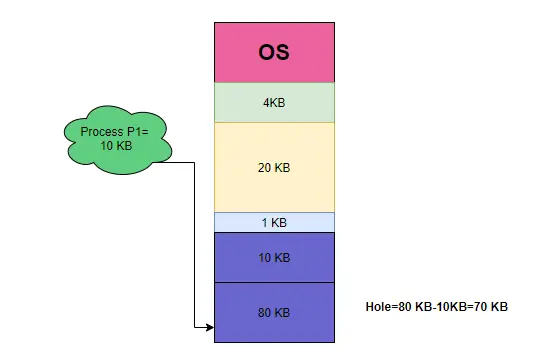 OS
4KB
Process P1=
10 KB
20 KB
1 KB
10 KB
80 KB
Hole=80 KB-10KB=70 KB